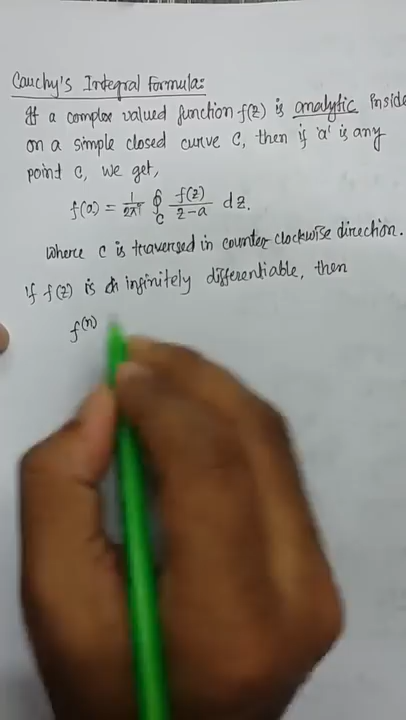 Cauchy's Integral Formula:
If a complex valued function f(z) is analytic inside
on a simple closed curve C, then if 'a' is any
point C, we get,
f(a) = 1/2πi ∮_C f(z)/z-a dz.
Where C is traversed in counter clockwise direction.
If f(z) is infinitely differentiable, then
f^(n)